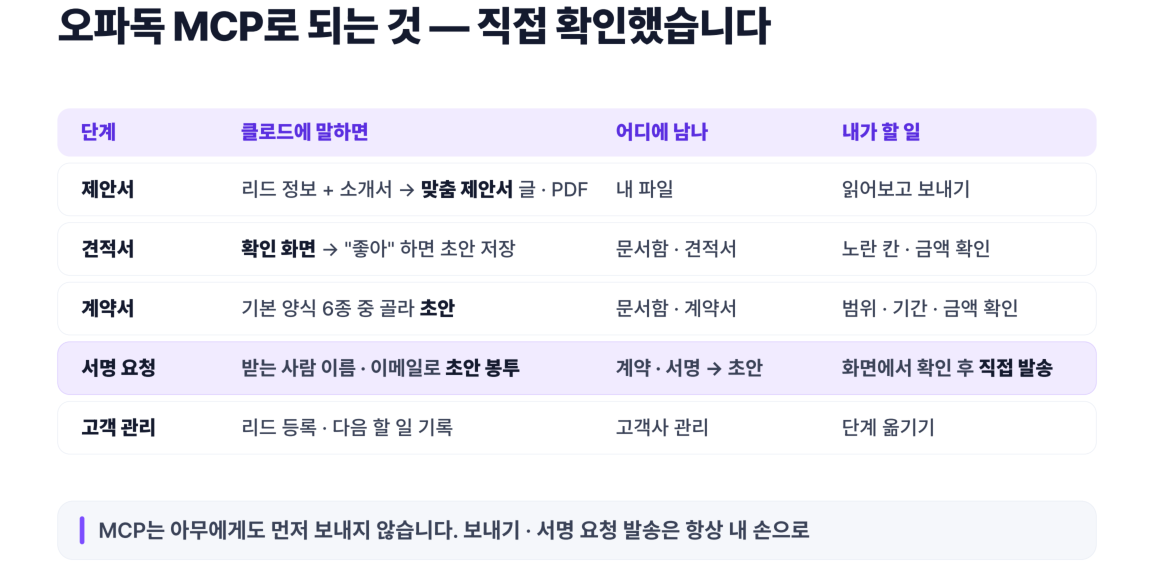 오파독 MCP로 되는 것 — 직접 확인했습니다
단계 클로드에 말하면 어디에 남나 내가 할 일
제안서 리드 정보 + 소개서 → 맞춤 제안서 글 · PDF 내 파일 읽어보고 보내기
견적서 확인 화면 → "좋아" 하면 초안 저장 문서함 · 견적서 노란 칸 · 금액 확인
계약서 기본 양식 6종 중 골라 초안 문서함 · 계약서 범위 · 기간 · 금액 확인
서명 요청 받는 사람 이름 · 이메일로 초안 봉투 계약 · 서명 → 초안 화면에서 확인 후 직접 발송
고객 관리 리드 등록 · 다음 할 일 기록 고객사 관리 단계 옮기기
MCP는 아무에게도 먼저 보내지 않습니다. 보내기 · 서명 요청 발송은 항상 내 손으로